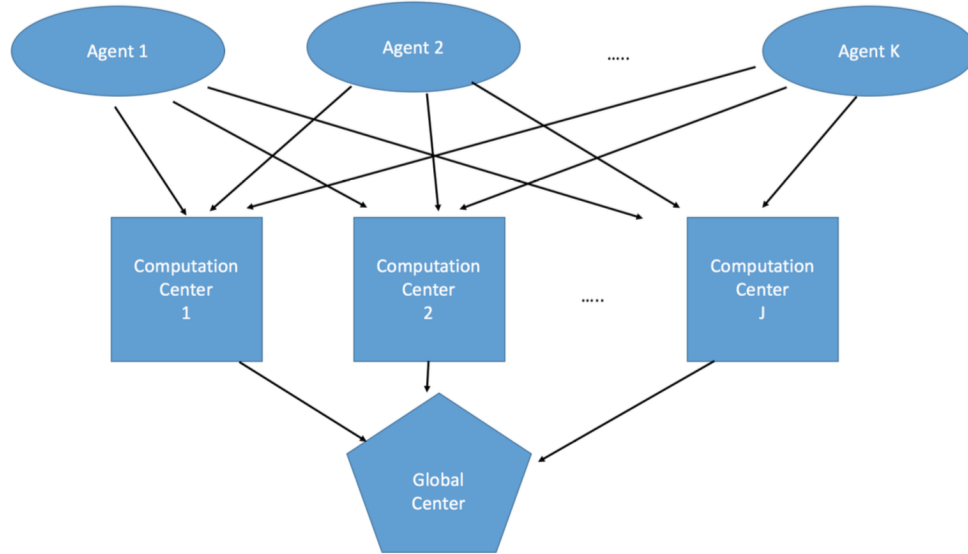 Agent 1
Agent 2
.....
Agent K
Computation
Center
1
Computation
Center
2
.....
Computation
Center
J
Global
Center